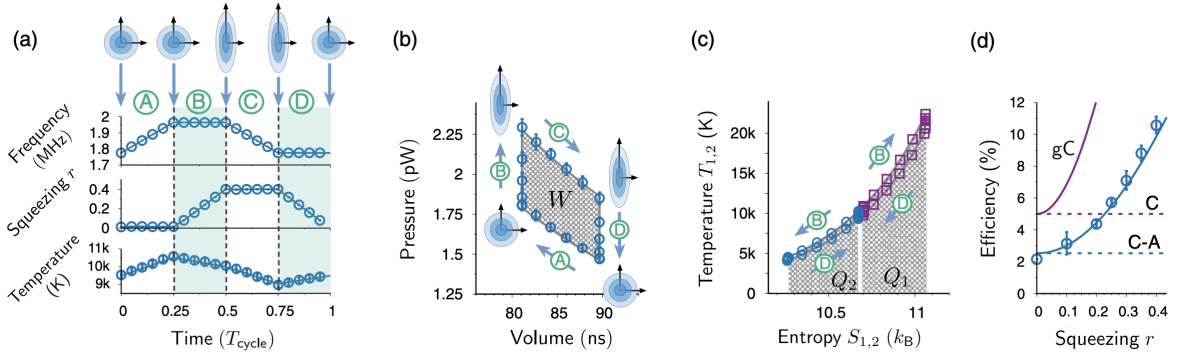 (a)
A
B
C
D
Frequency
(MHz)
2
1.9
1.8
1.7
Squeezing r
0.4
0.2
0
Temperature
(K)
11k
10k
9k
0
0.25
0.5
0.75
1
Time (T_cycle)
(b)
Pressure (pW)
2.25
2
1.75
1.5
1.25
C
B
W
D
A
80
85
90
Volume (ns)
(c)
Temperature T_{1,2} (K)
20k
15k
10k
5k
0
B
B
D
D
Q_2
Q_1
10.5
11
Entropy S_{1,2} (k_B)
(d)
Efficiency (%)
12
10
8
6
4
2
0
gC
C
C-A
0
0.1
0.2
0.3
0.4
Squeezing r